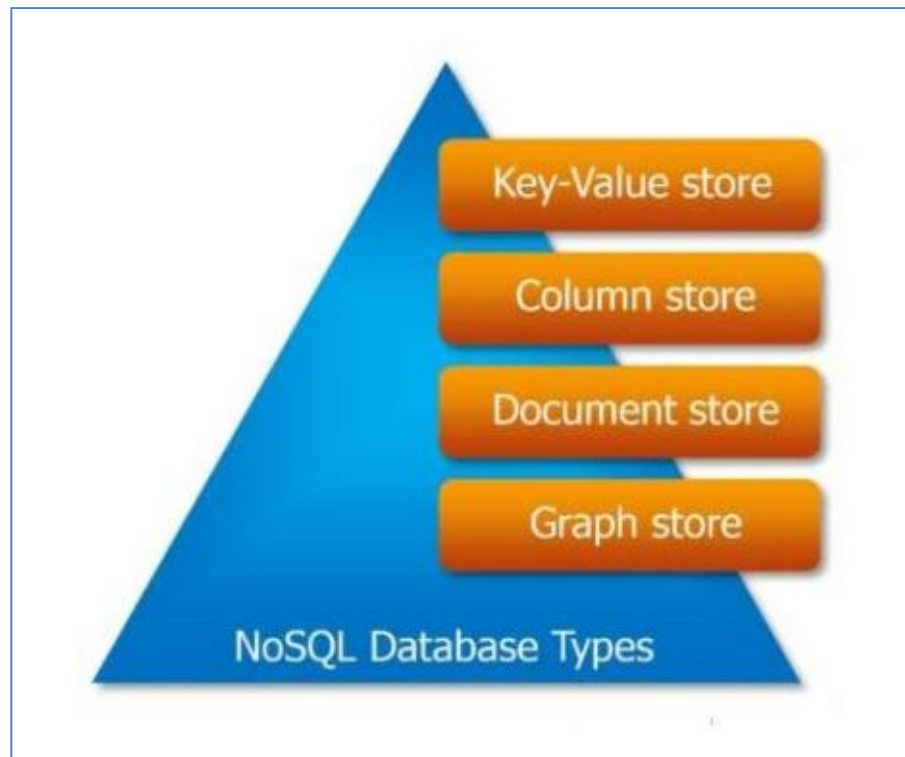 Key-Value store
Column store
Document store
Graph store
NoSQL Database Types